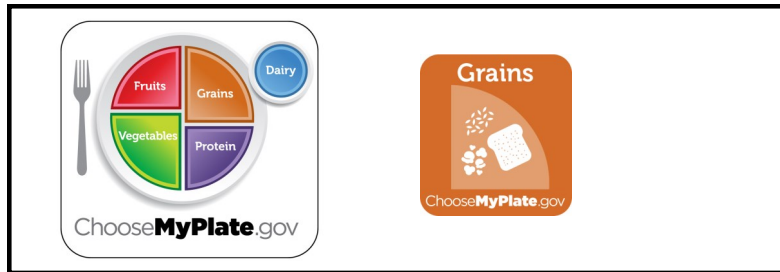 Fruits
Grains
Dairy
Vegetables
Protein
ChooseMyPlate.gov
Grains
ChooseMyPlate.gov